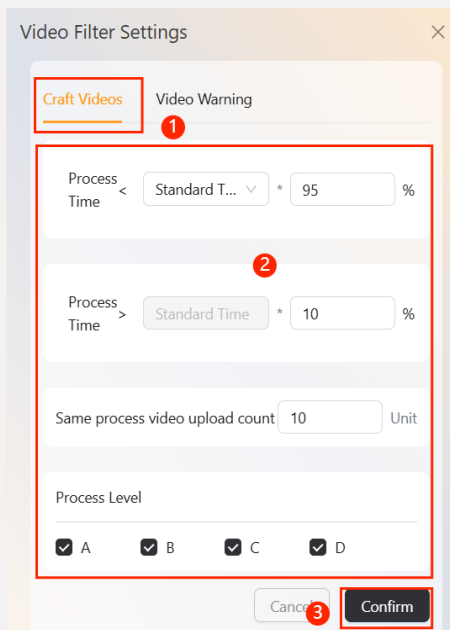 Video Filter Settings
Craft Videos Video Warning
1
Process Time < Standard T... * 95 %
2
Process Time > Standard Time * 10 %
Same process video upload count 10 Unit
Process Level
A B C D
3
Confirm